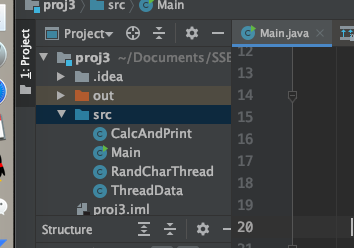 proj3 src Main
1: Project
Project
Main.java
proj3 ~/Documents/SSE
.idea
out
src
CalcAndPrint
Main
RandCharThread
ThreadData
proj3.iml
Structure
12
13
14
15
16
17
18
19
20